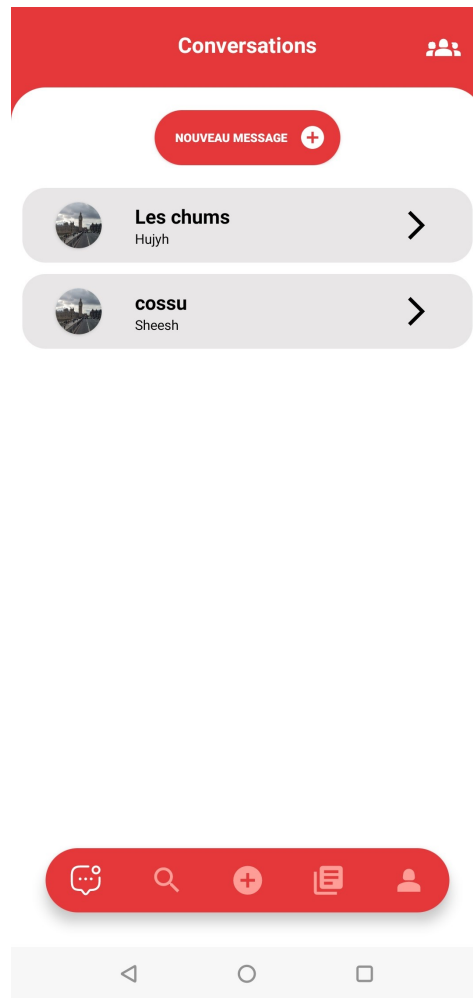 Conversations
NOUVEAU MESSAGE
Les chums
Hujyh
cossu
Sheesh